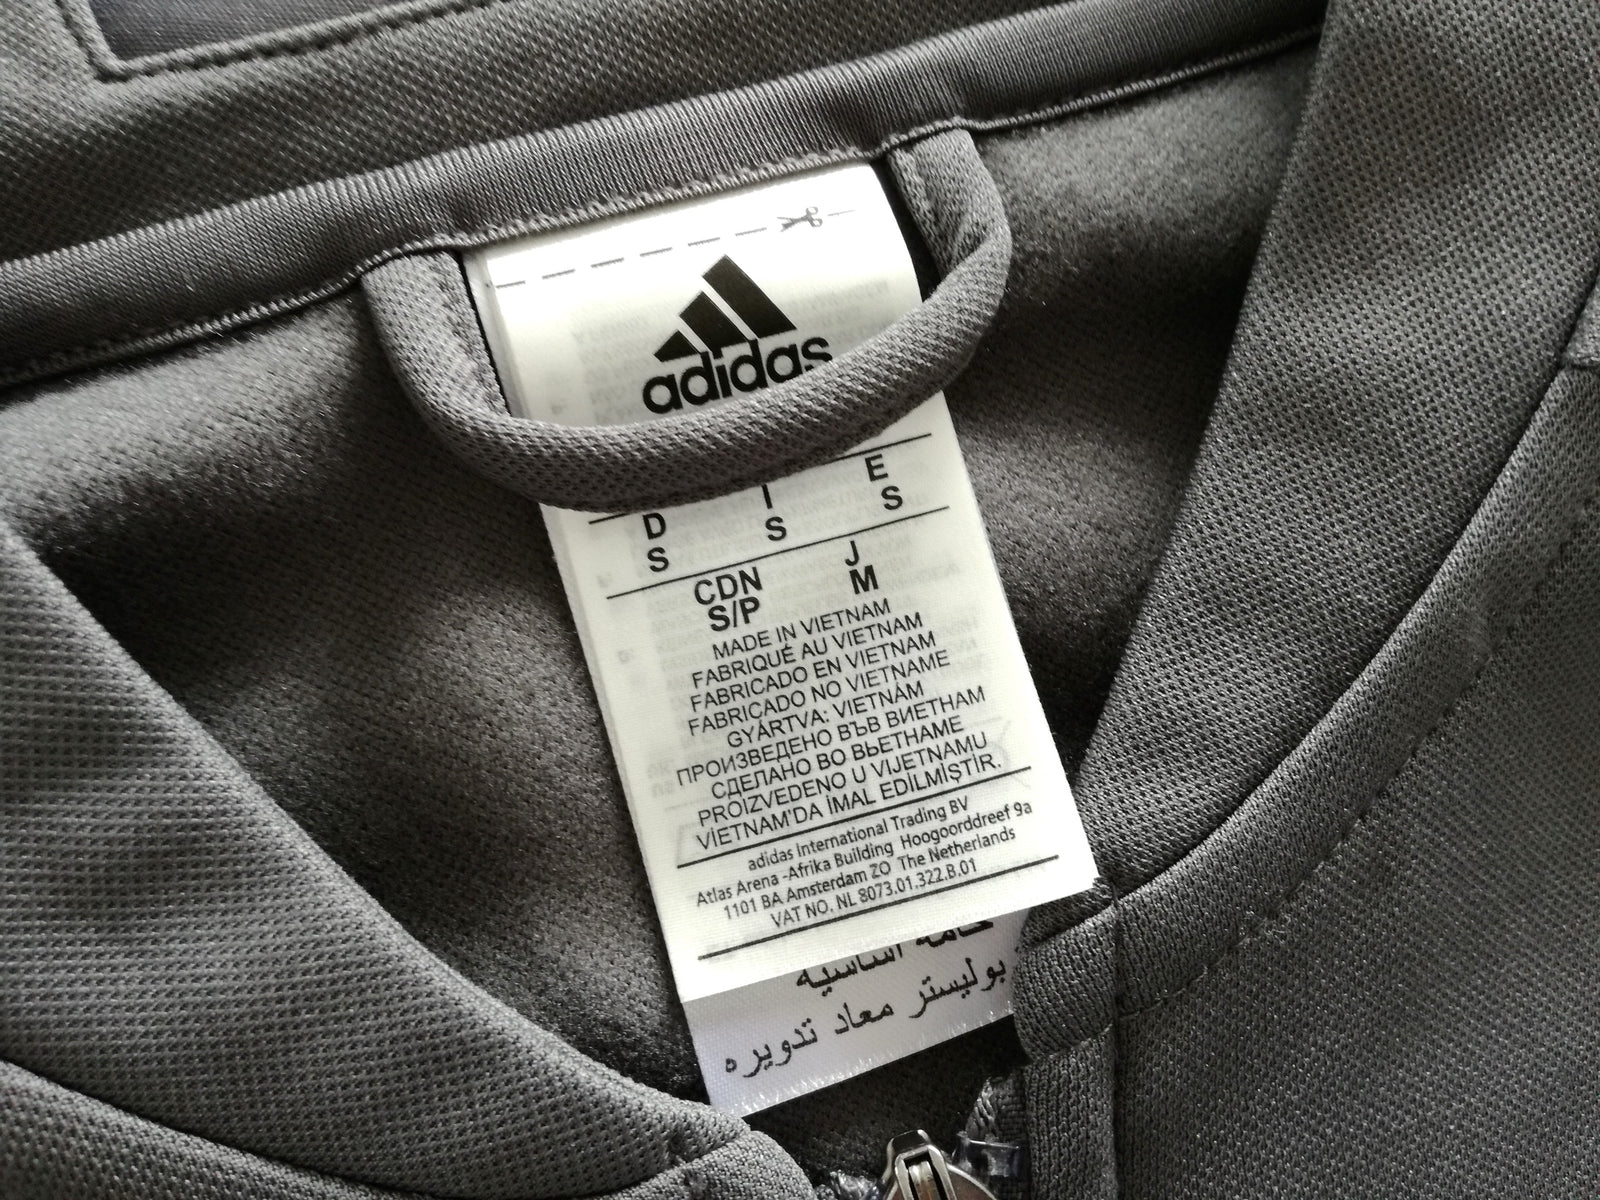 adidas
E
D I S
S S
CDN J
S/P M
MADE IN VIETNAM
FABRIQUÉ AU VIETNAM
FABRICADO EN VIETNAM
FABRICADO NO VIETNAME
GYÁRTVA: VIETNÁM
ПРОИЗВЕДЕНО ВЪВ ВИЕТНАМ
СДЕЛАНО ВО ВЬЕТНАМЕ
PROIZVEDENO U VIJETNAMU
VİETNAM'DA İMAL EDİLMİŞTİR.
adidas International Trading BV
Atlas Arena -Afrika Building Hoogoorddreef 9a
1101 BA Amsterdam ZO The Netherlands
VAT NO. NL 8073.01.322.B.01
خامه اساسيه
بوليستر معاد تدويره